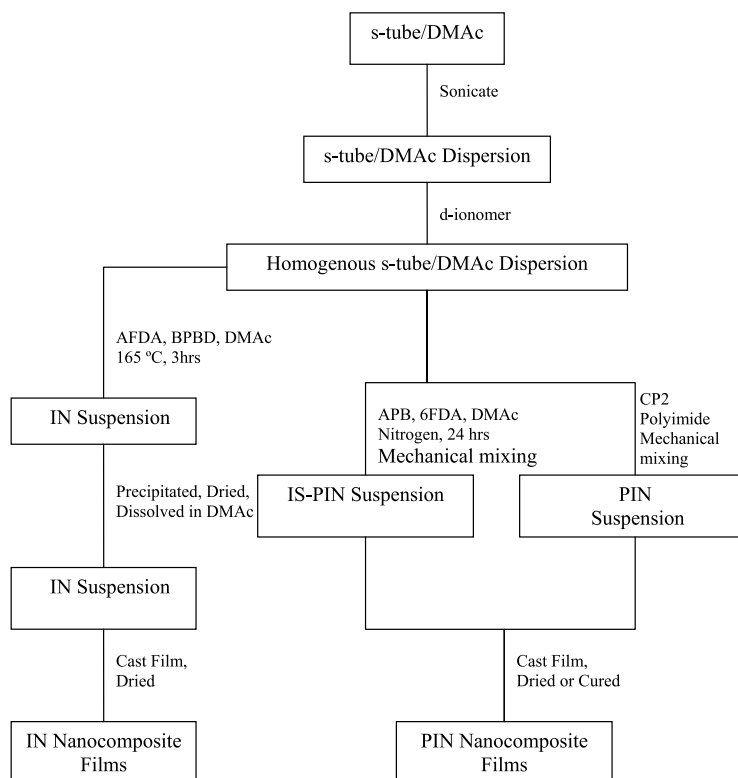 s-tube/DMAc
Sonicate
s-tube/DMAc Dispersion
d-ionomer
Homogenous s-tube/DMAc Dispersion
AFDA, BPBD, DMAc
165 ºC, 3hrs
IN Suspension
Precipitated, Dried,
Dissolved in DMAc
IN Suspension
Cast Film,
Dried
IN Nanocomposite
Films
APB, 6FDA, DMAc
Nitrogen, 24 hrs
Mechanical mixing
IS-PIN Suspension
CP2
Polyimide
Mechanical
mixing
PIN
Suspension
Cast Film,
Dried or Cured
PIN Nanocomposite
Films